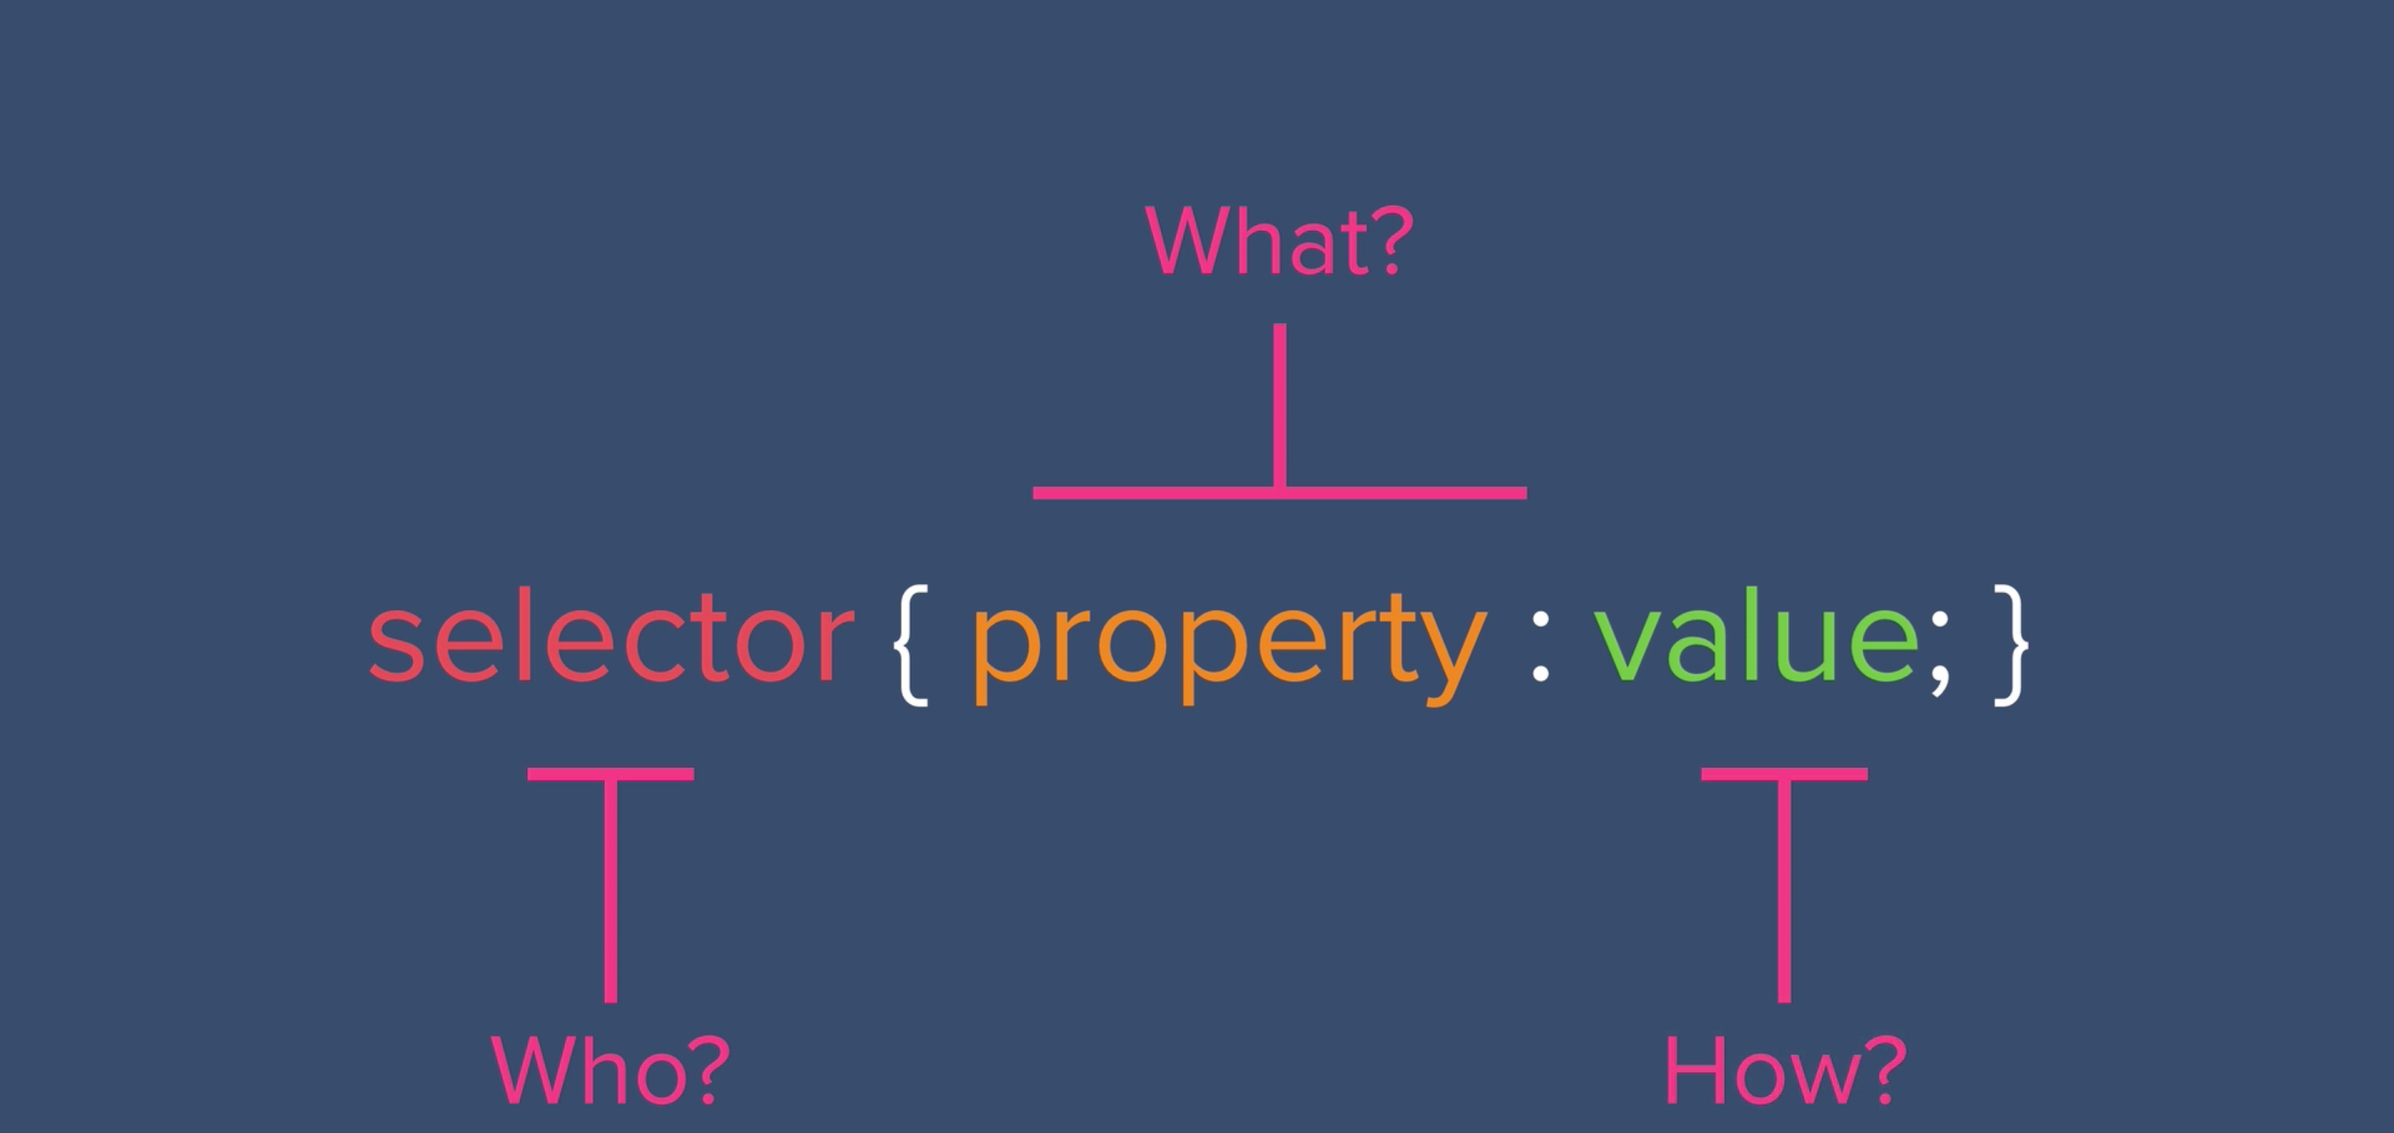 What?
selector { property : value; }
Who?
How?